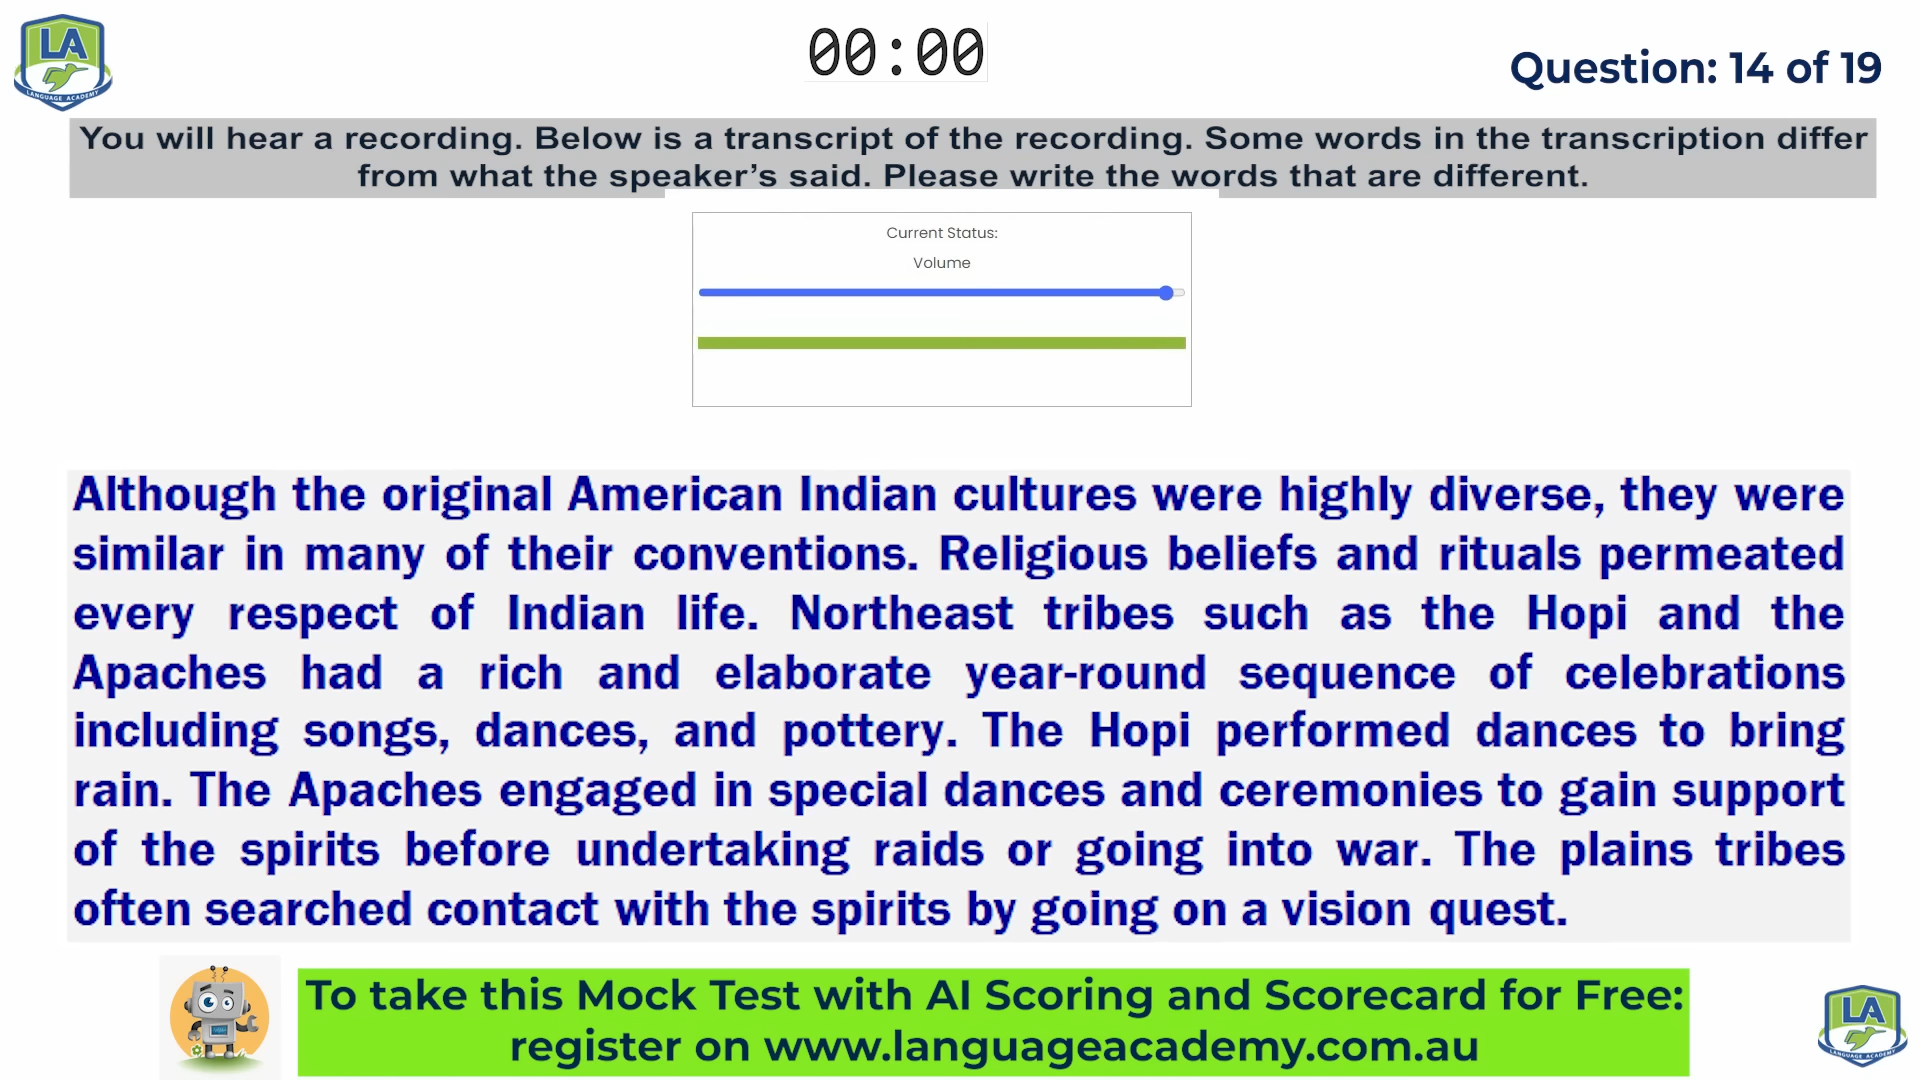 LA
LANGUAGE ACADEMY
00:00
Question: 14 of 19
You will hear a recording. Below is a transcript of the recording. Some words in the transcription differ
from what the speaker's said. Please write the words that are different.
Current Status:
Volume
Although the original American Indian cultures were highly diverse, they were
similar in many of their conventions. Religious beliefs and rituals permeated
every respect of Indian life. Northeast tribes such as the Hopi and the
Apaches had a rich and elaborate year-round sequence of celebrations
including songs, dances, and pottery. The Hopi performed dances to bring
rain. The Apaches engaged in special dances and ceremonies to gain support
of the spirits before undertaking raids or going into war. The plains tribes
often searched contact with the spirits by going on a vision quest.
To take this Mock Test with AI Scoring and Scorecard for Free:
register on www.languageacademy.com.au
LA
LANGUAGE ACADEMY